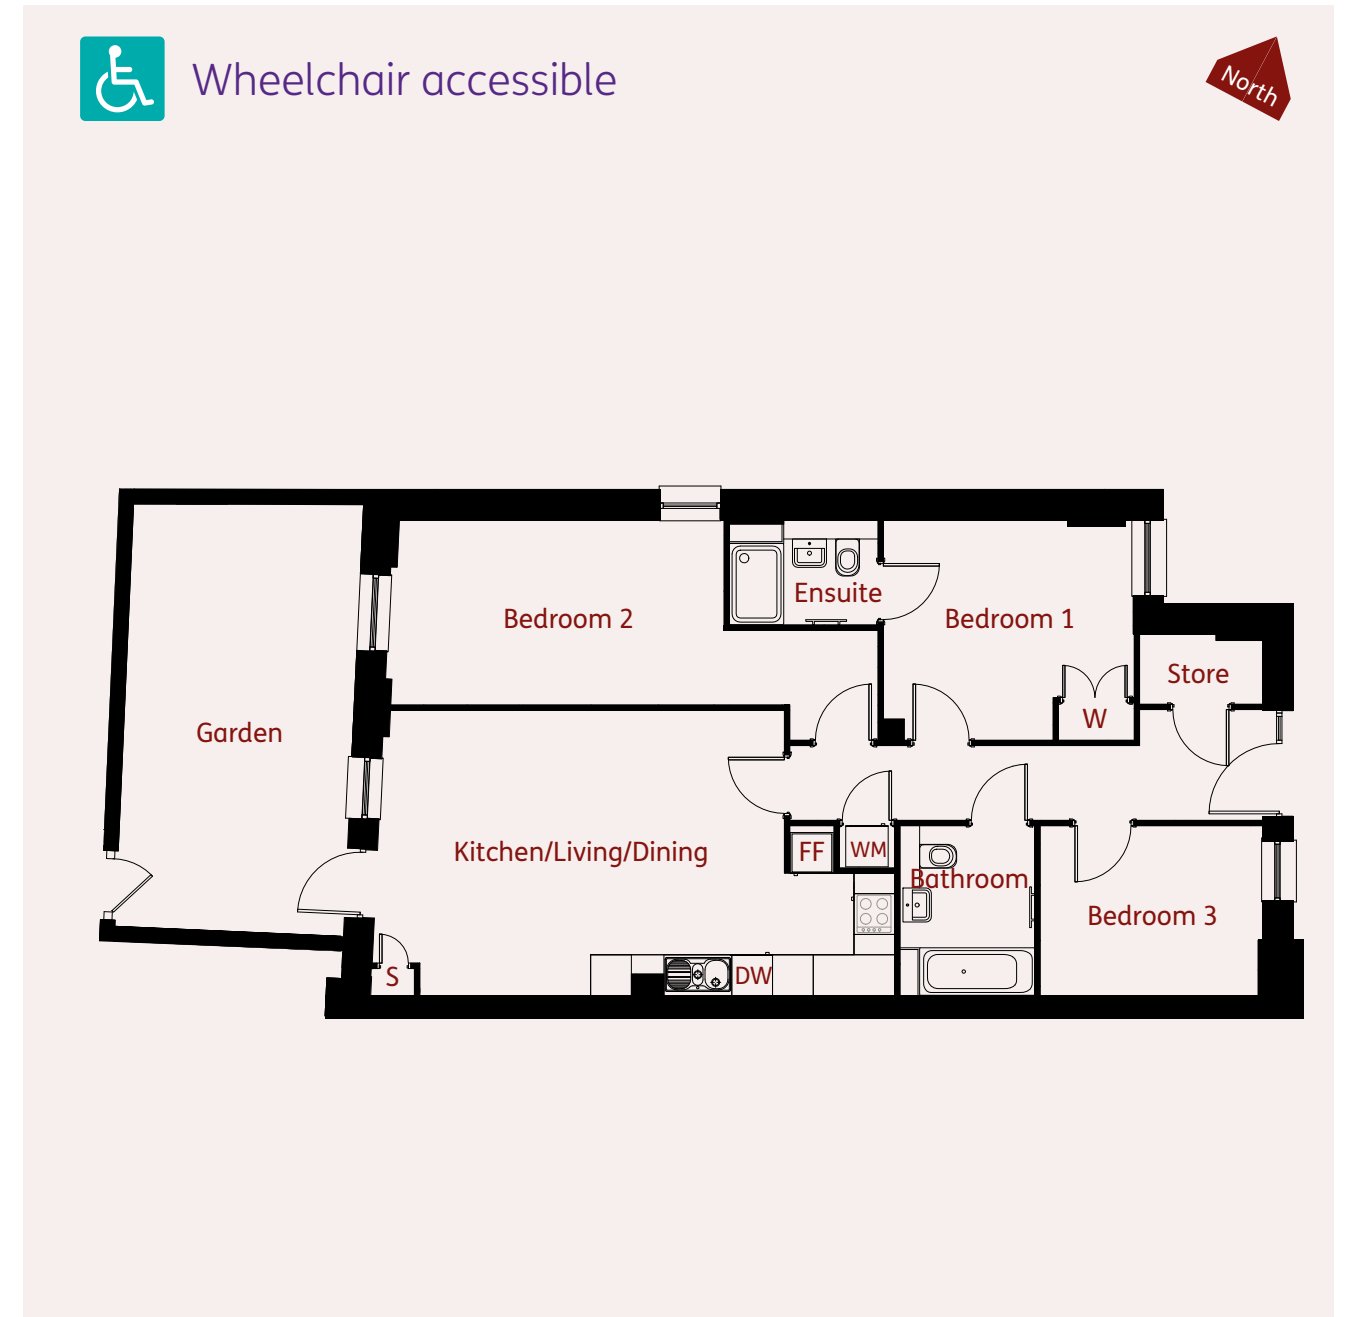 Wheelchair accessible
North
Ensuite
Bedroom 2
Bedroom 1
Store
W
Garden
Kitchen/Living/Dining
FF
WM
Bathroom
Bedroom 3
S
DW